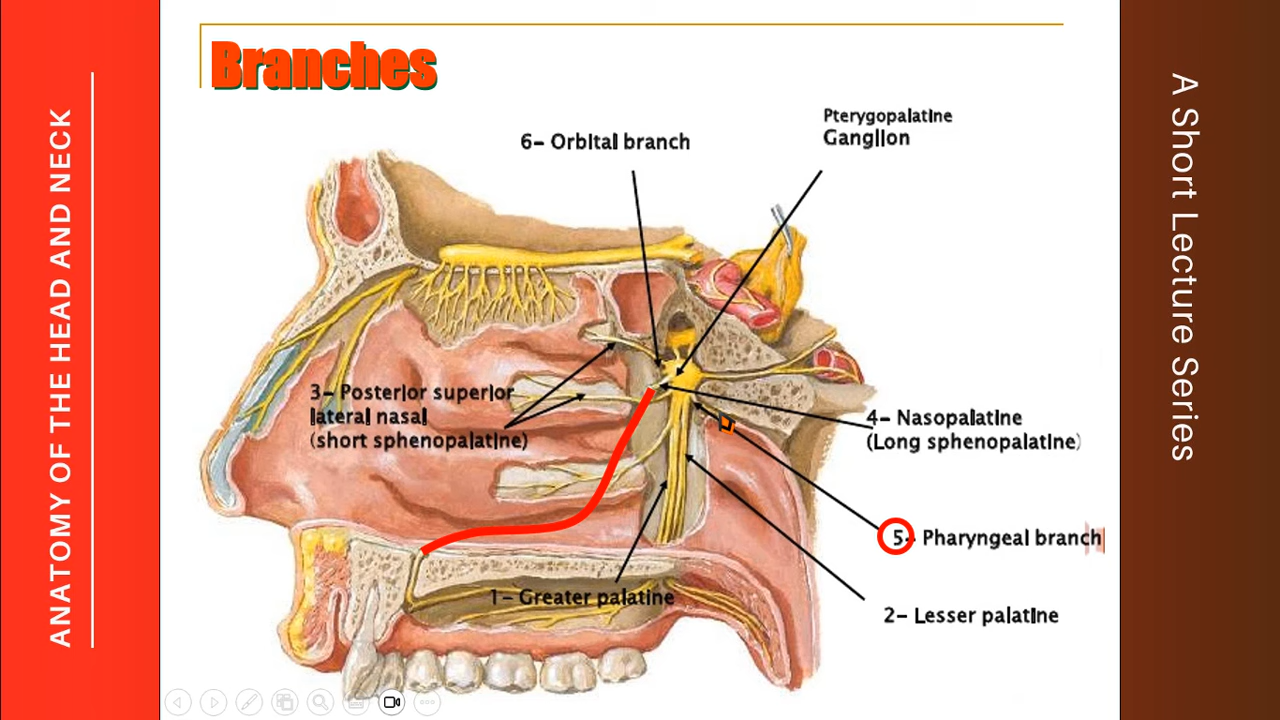 ANATOMY OF THE HEAD AND NECK
Branches
6- Orbital branch
Pterygopalatine
Ganglion
3- Posterior superior
lateral nasal
(short sphenopalatine)
4- Nasopalatine
(Long sphenopalatine)
5- Pharyngeal branch
1- Greater palatine
2- Lesser palatine
A Short Lecture Series